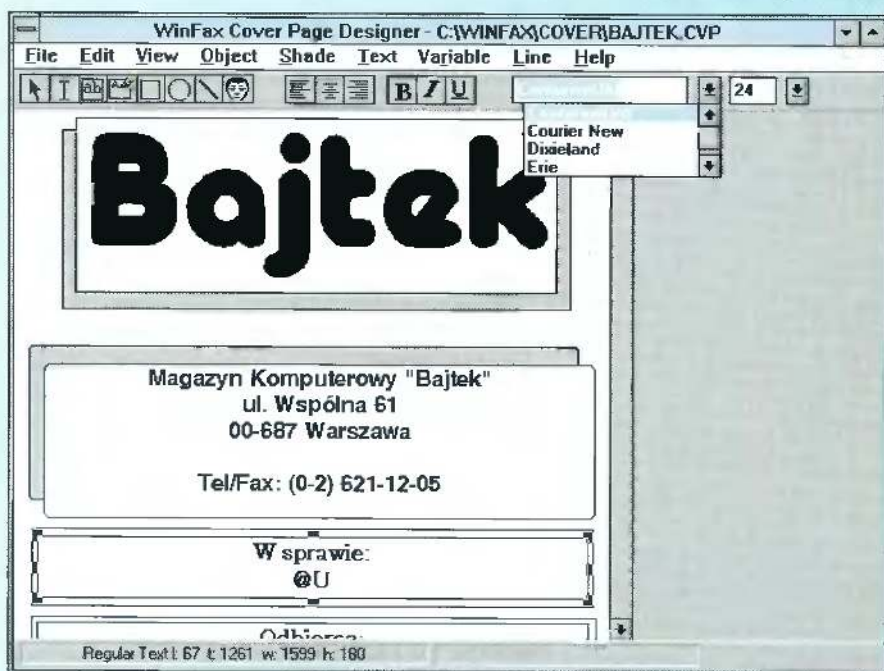 WinFax Cover Page Designer - C:\WINFAX\COVER\BAJTEK.CVP
File Edit View Object Shade Text Variable Line Help
ab B I U 24
Courier New
Dixieland
Erie
Bajtek
Magazyn Komputerowy "Bajtek"
ul. Wspólna 61
00-687 Warszawa
Tel/Fax: (0-2) 621-12-05
W sprawie:
@U
Odbiorca:
Regular Text l: 67 t: 1261 w: 1599 h: 180